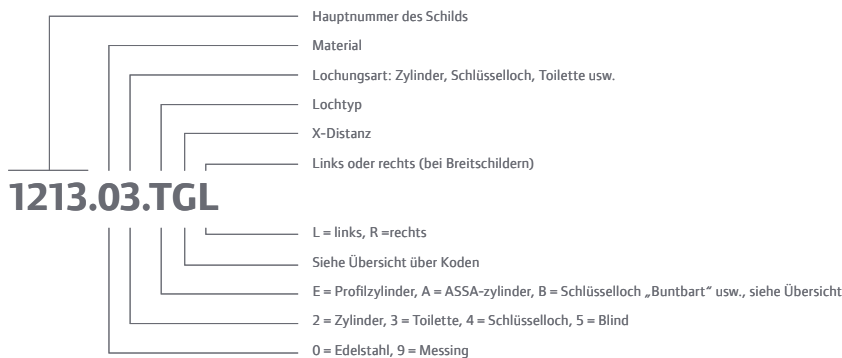 Hauptnummer des Schilds
Material
Lochungsart: Zylinder, Schlüsselloch, Toilette usw.
Lochtyp
X-Distanz
Links oder rechts (bei Breitschildern)
1213.03.TGL
L = links, R =rechts
Siehe Übersicht über Koden
E = Profilzylinder, A = ASSA-zylinder, B = Schlüsselloch „Buntbart“ usw., siehe Übersicht
2 = Zylinder, 3 = Toilette, 4 = Schlüsselloch, 5 = Blind
0 = Edelstahl, 9 = Messing